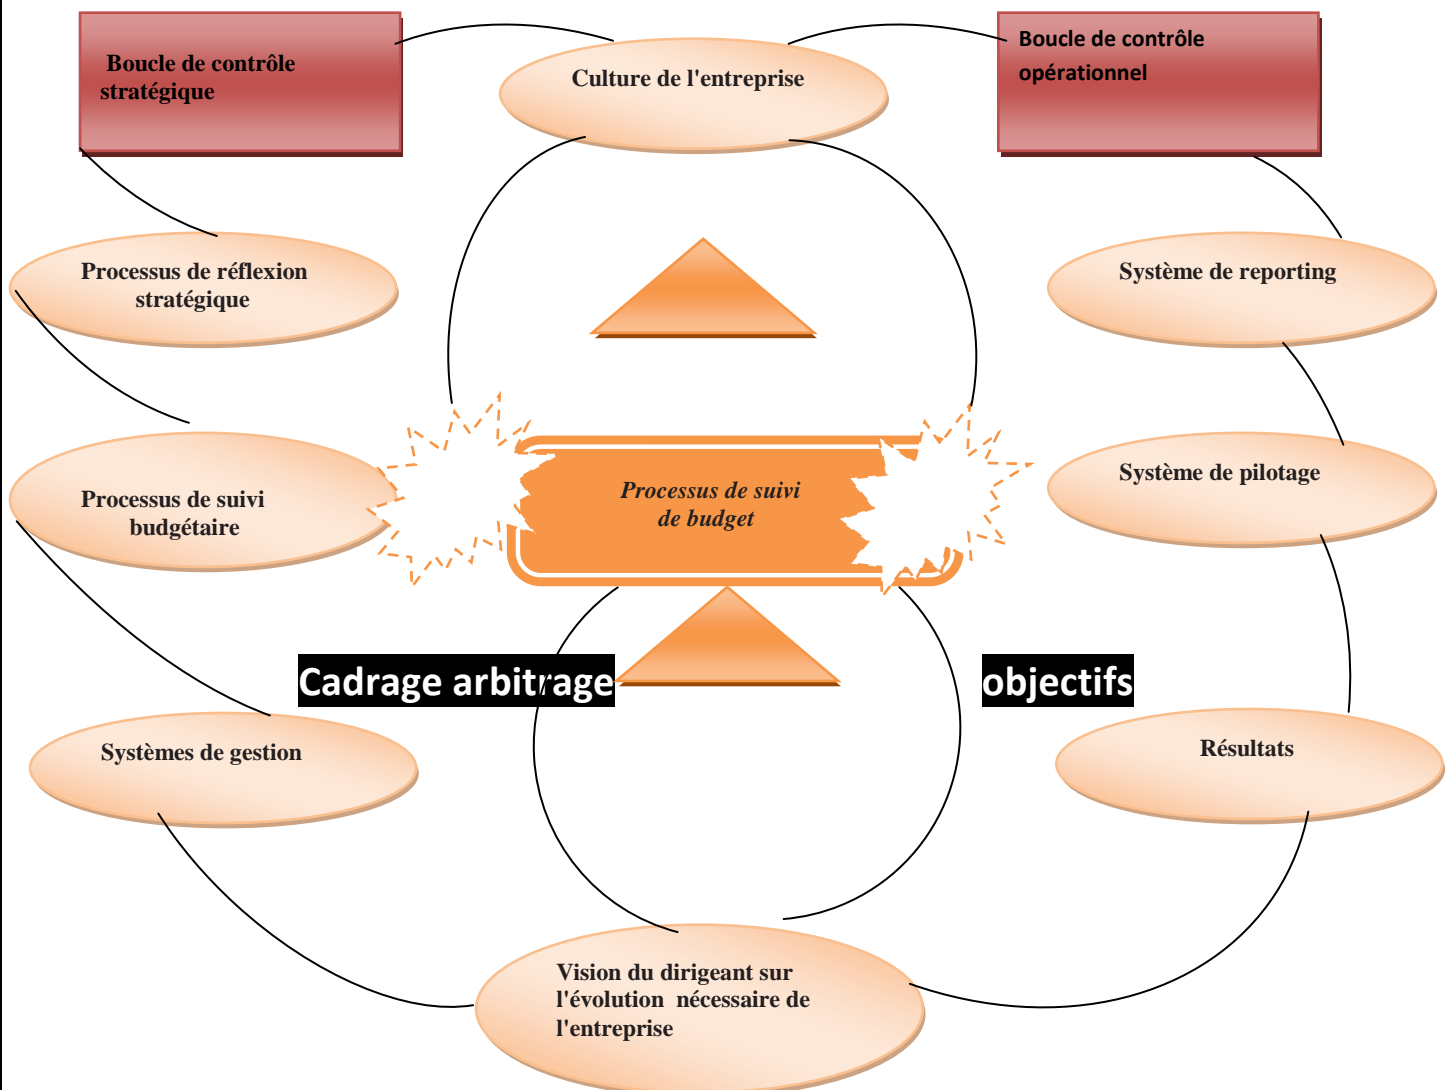 Boucle de contrôle
stratégique
Culture de l'entreprise
Boucle de contrôle
opérationnel
Processus de réflexion
stratégique
Système de reporting
Processus de suivi
budgétaire
Processus de suivi
de budget
Système de pilotage
Cadrage arbitrage
objectifs
Systèmes de gestion
Résultats
Vision du dirigeant sur
l'évolution nécessaire de
l'entreprise